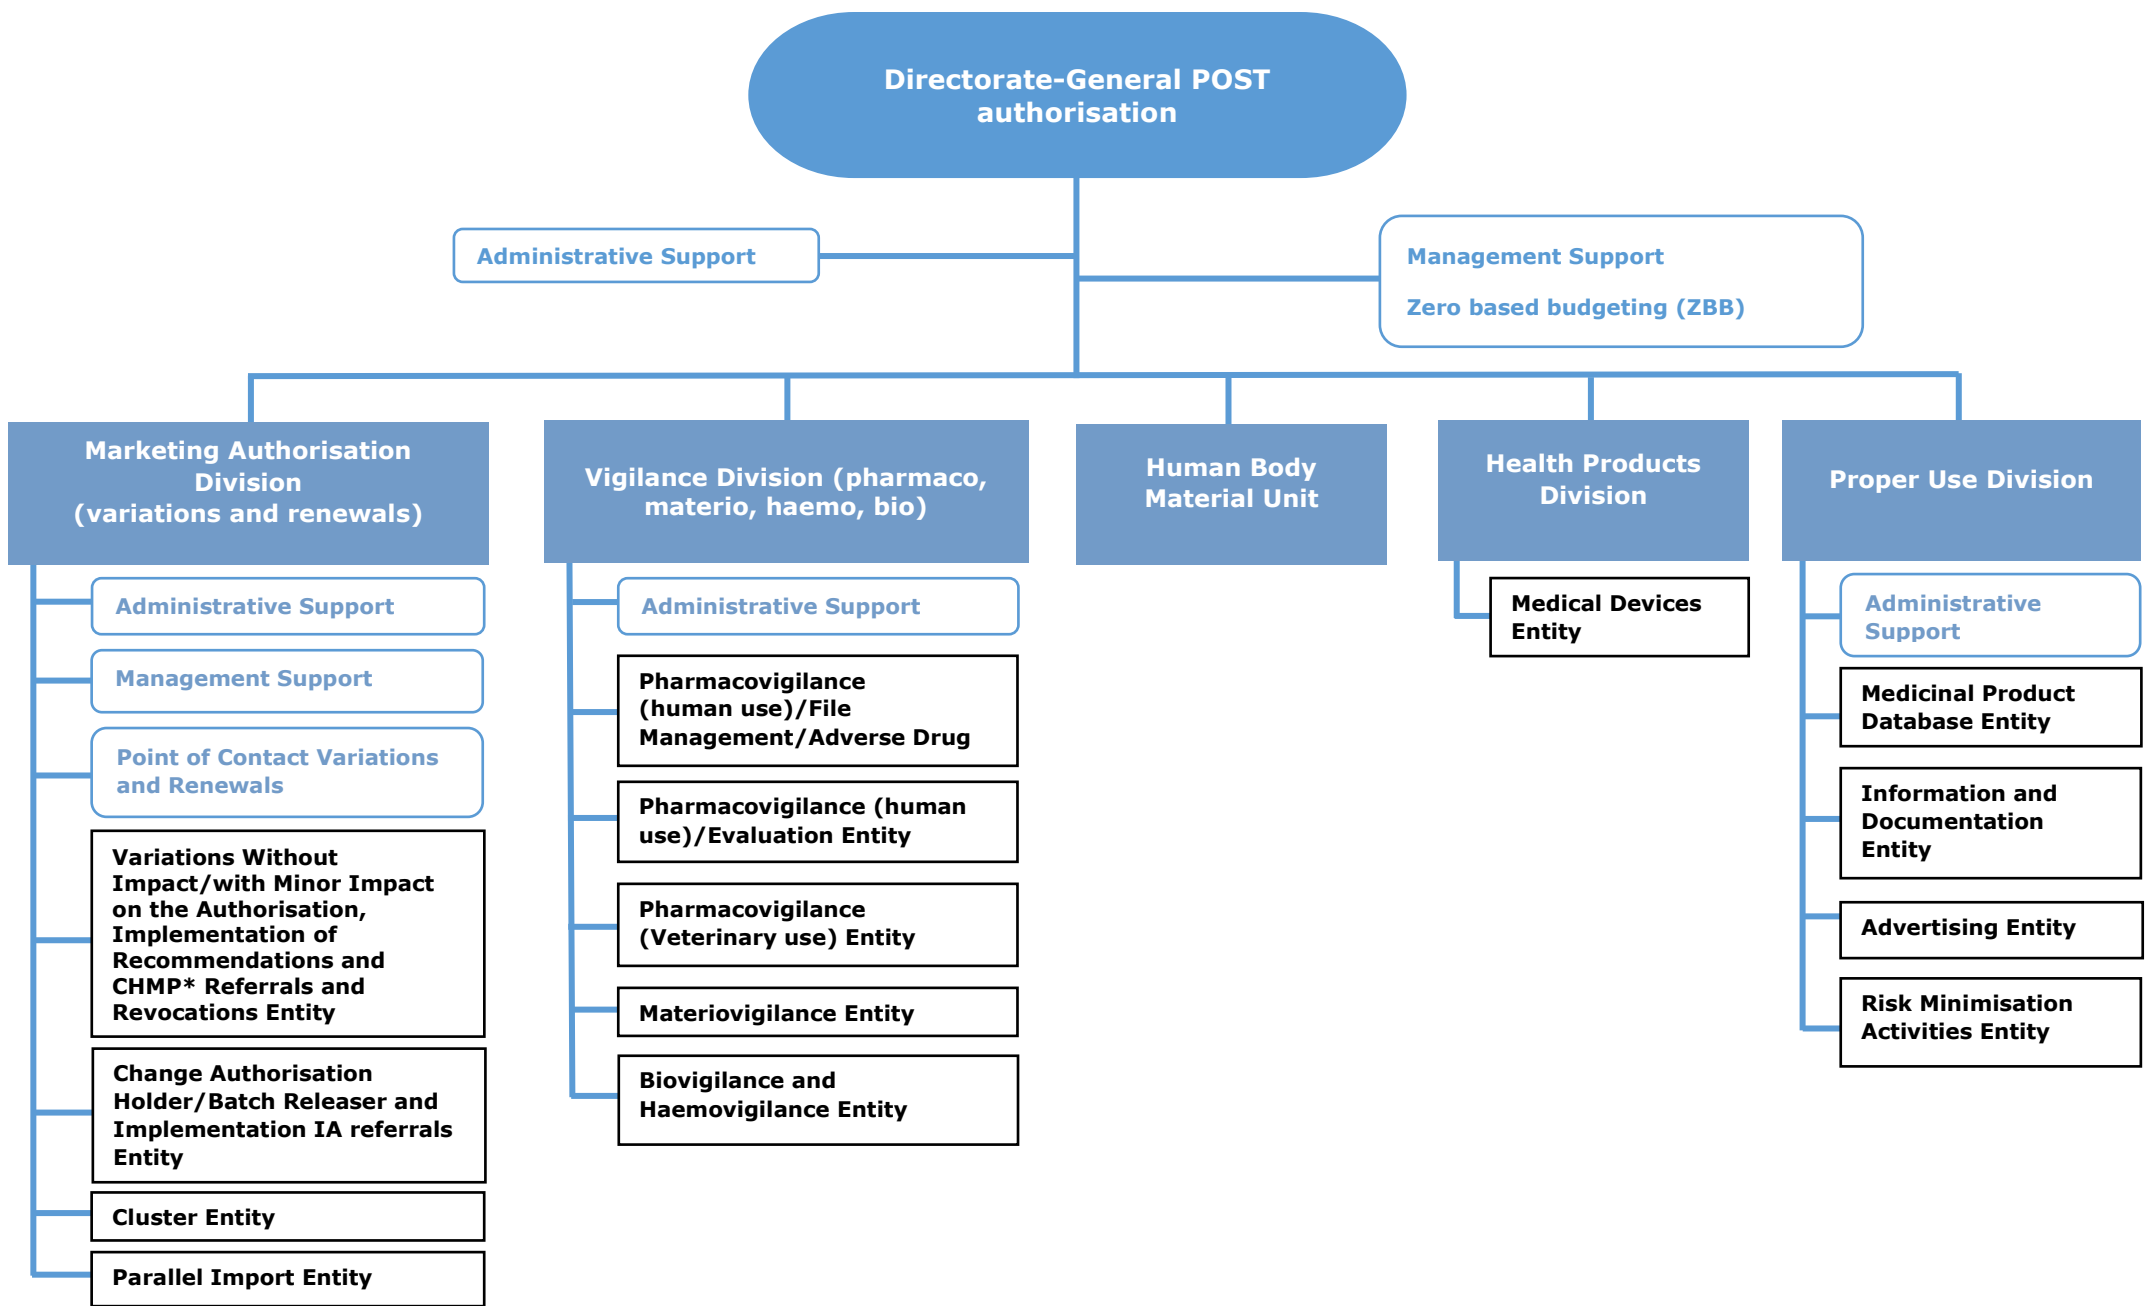 Directorate-General POST
authorisation
Administrative Support
Management Support
Zero based budgeting (ZBB)
Marketing Authorisation
Division
(variations and renewals)
Administrative Support
Management Support
Point of Contact Variations
and Renewals
Variations Without
Impact/with Minor Impact
on the Authorisation,
Implementation of
Recommendations and
CHMP* Referrals and
Revocations Entity
Change Authorisation
Holder/Batch Releaser and
Implementation IA referrals
Entity
Cluster Entity
Parallel Import Entity
Vigilance Division (pharmaco,
materio, haemo, bio)
Administrative Support
Pharmacovigilance
(human use)/File
Management/Adverse Drug
Pharmacovigilance (human
use)/Evaluation Entity
Pharmacovigilance
(Veterinary use) Entity
Materiovigilance Entity
Biovigilance and
Haemovigilance Entity
Human Body
Material Unit
Health Products
Division
Medical Devices
Entity
Proper Use Division
Administrative
Support
Medicinal Product
Database Entity
Information and
Documentation
Entity
Advertising Entity
Risk Minimisation
Activities Entity